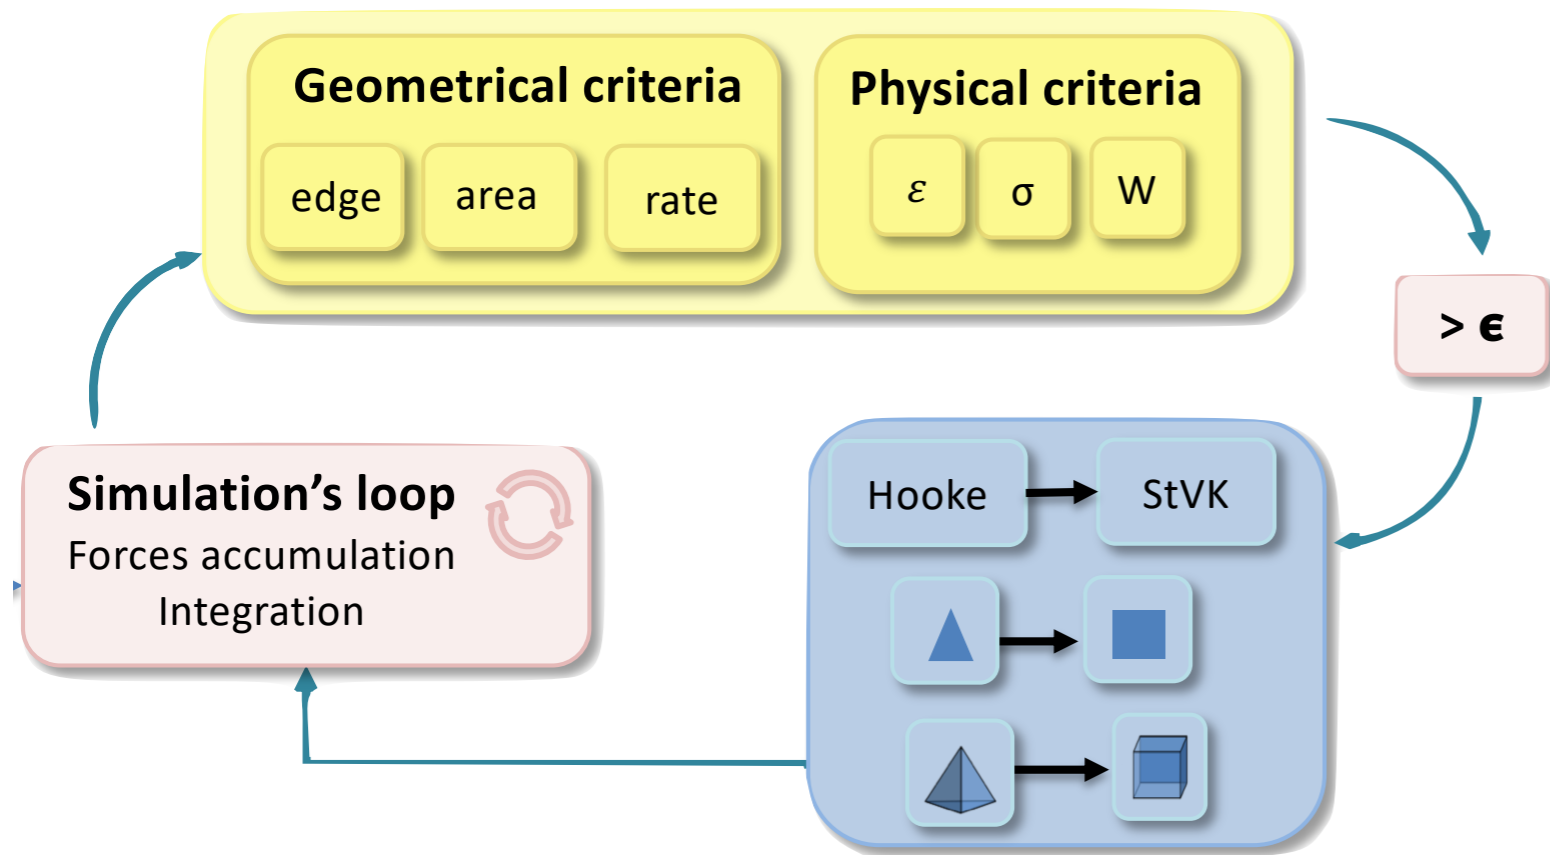 Geometrical criteria
edge
area
rate
Physical criteria
ε
σ
W
> ϵ
Simulation’s loop
Forces accumulation
Integration
Hooke
StVK